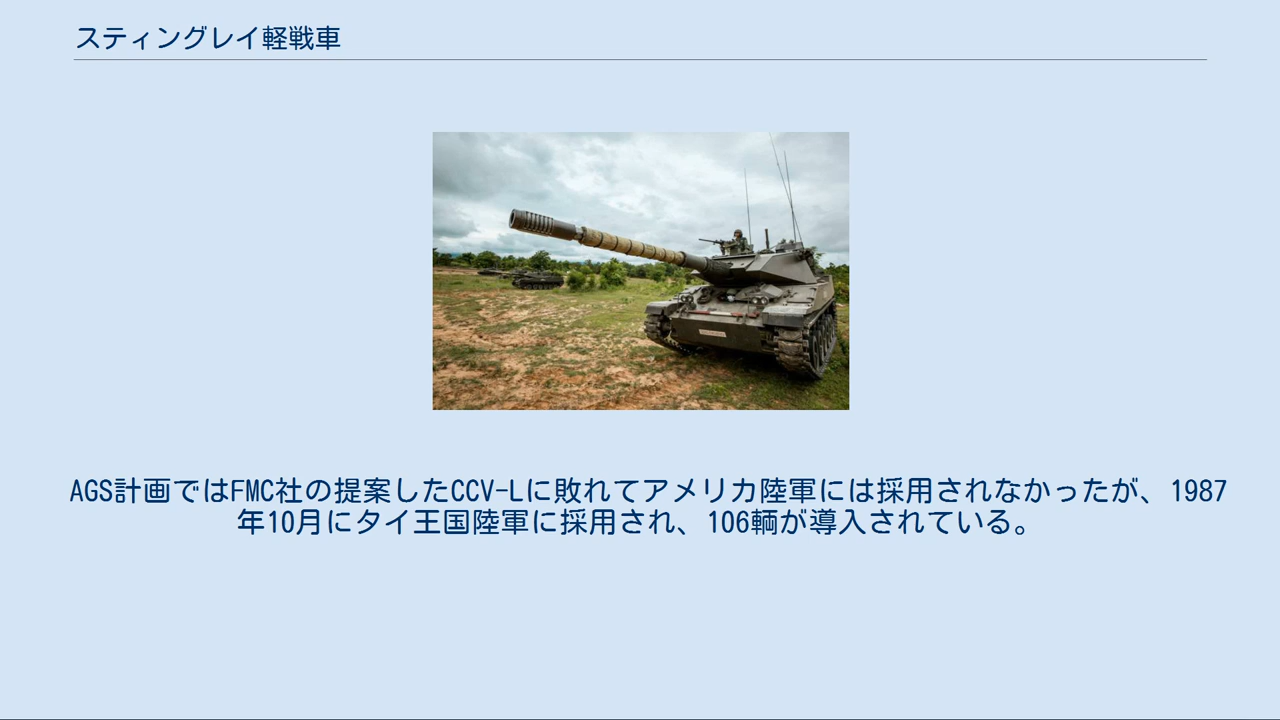 スティングレイ軽戦車
AGS計画ではFMC社の提案したCCV-Lに敗れてアメリカ陸軍には採用されなかったが、1987
年10月にタイ王国陸軍に採用され、106輌が導入されている。